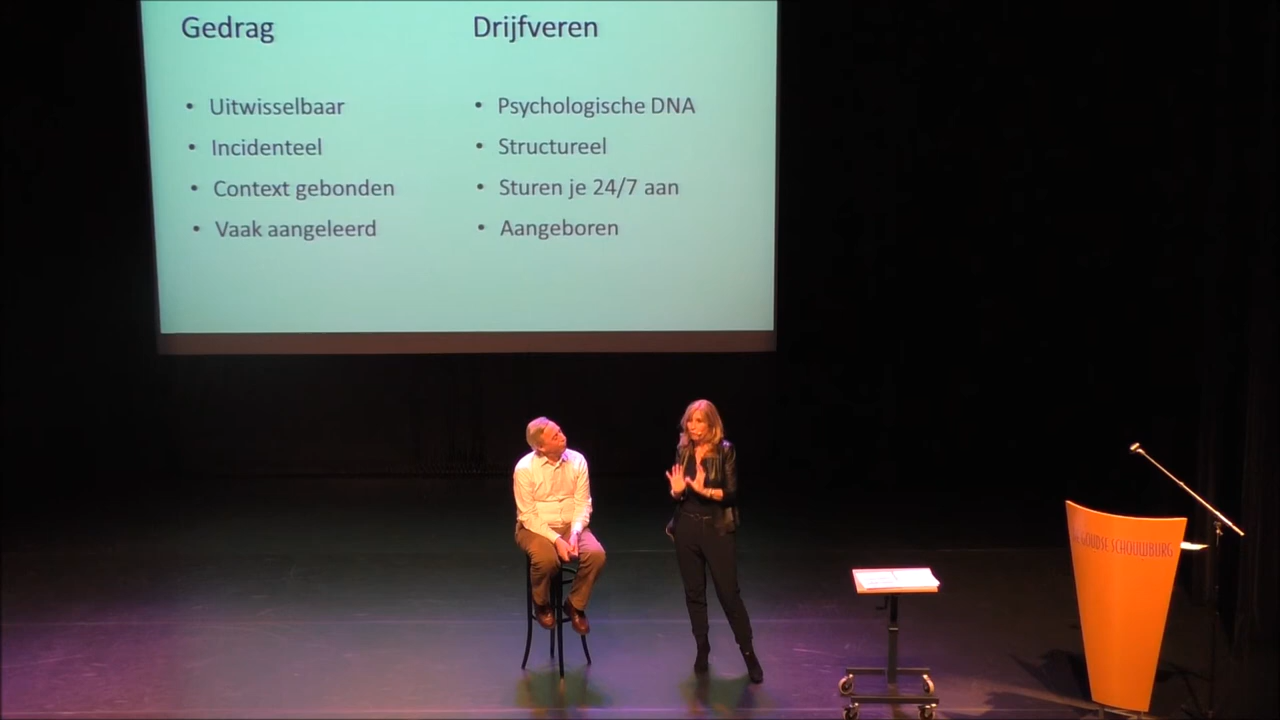 Gedrag
Uitwisselbaar
Incidenteel
Context gebonden
Vaak aangeleerd
Drijfveren
Psychologische DNA
Structureel
Sturen je 24/7 aan
Aangeboren
GOUDSE SCHOUWBURG